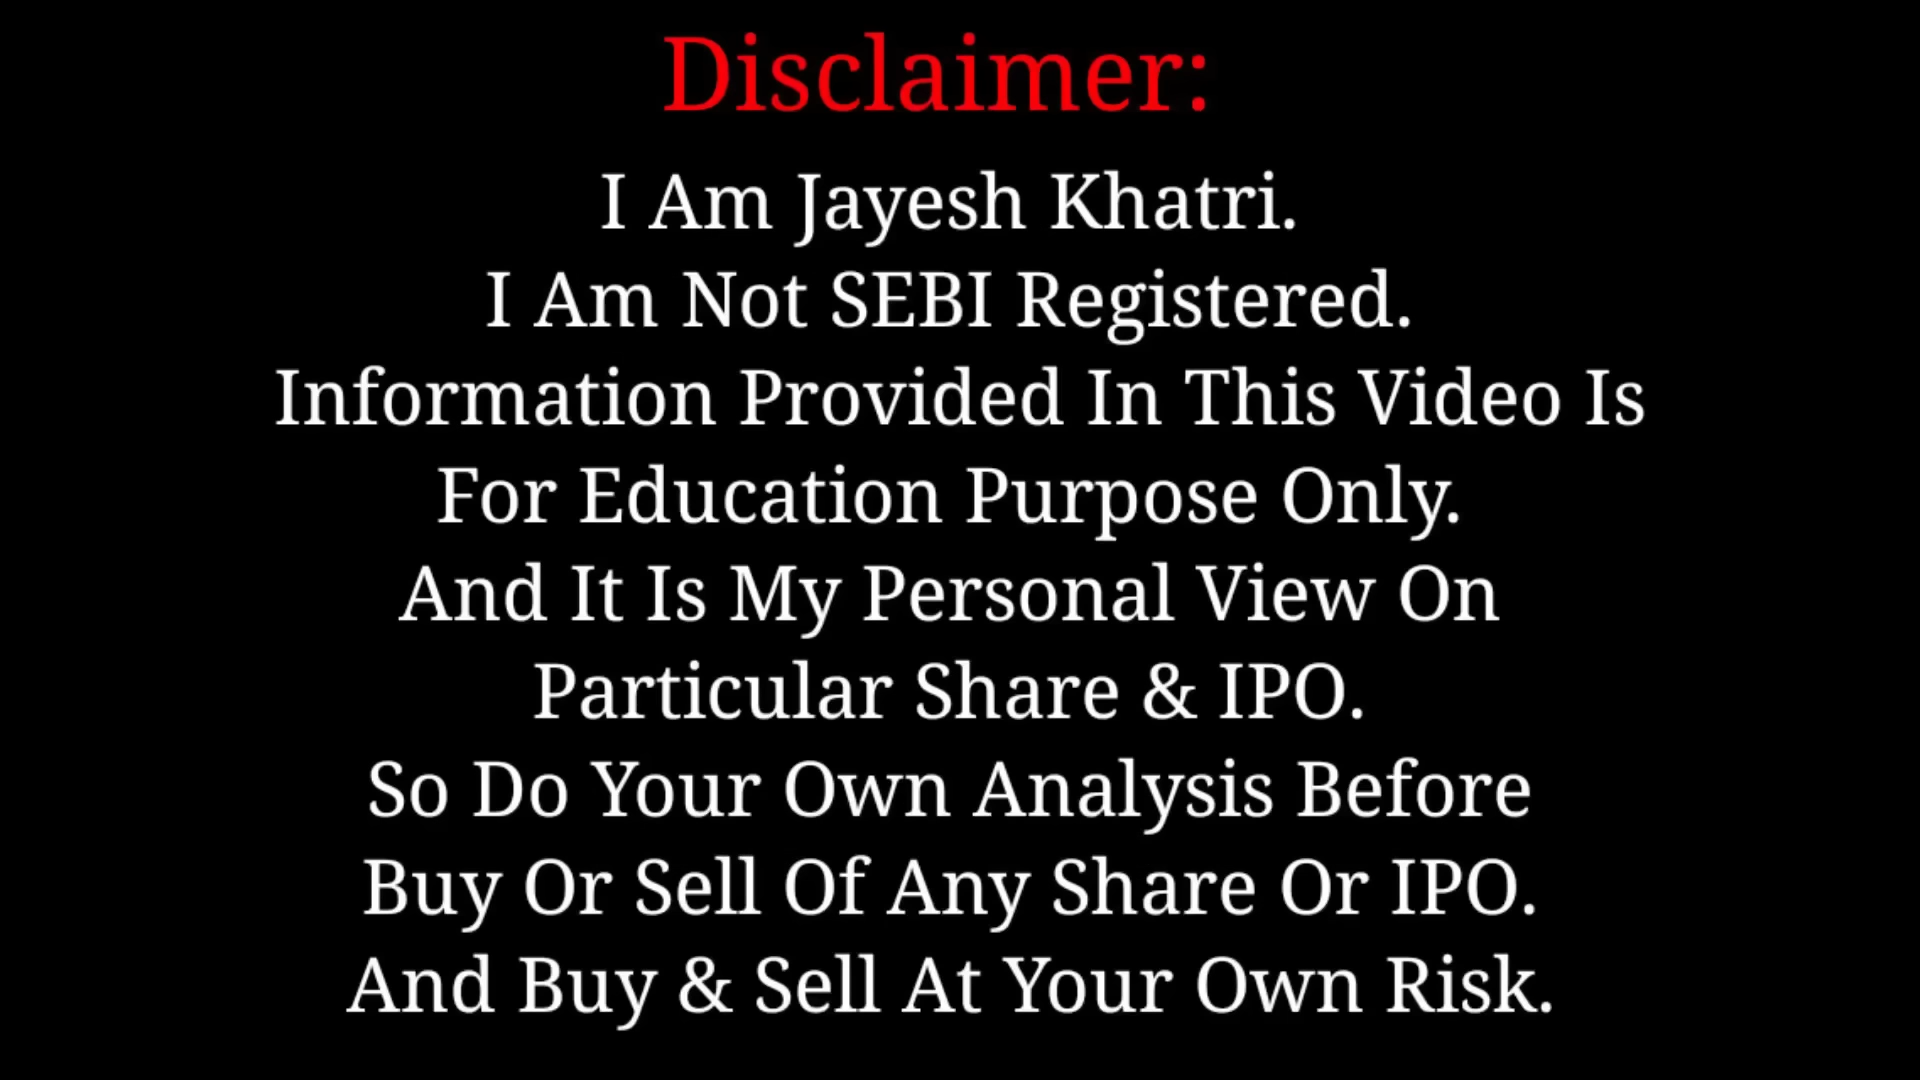 Disclaimer:
I Am Jayesh Khatri.
I Am Not SEBI Registered.
Information Provided In This Video Is
For Education Purpose Only.
And It Is My Personal View On
Particular Share & IPO.
So Do Your Own Analysis Before
Buy Or Sell Of Any Share Or IPO.
And Buy & Sell At Your Own Risk.